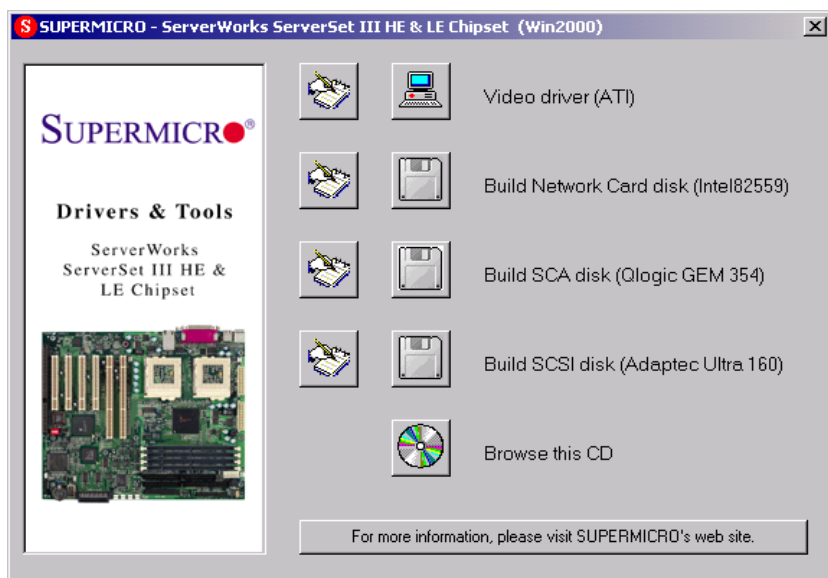 SUPERMICRO - ServerWorks ServerSet III HE & LE Chipset (Win2000)
SUPERMICRO®
Drivers & Tools
ServerWorks
ServerSet III HE &
LE Chipset
Video driver (ATI)
Build Network Card disk (Intel82559)
Build SCA disk (Qlogic GEM 354)
Build SCSI disk (Adaptec Ultra 160)
Browse this CD
For more information, please visit SUPERMICRO's web site.